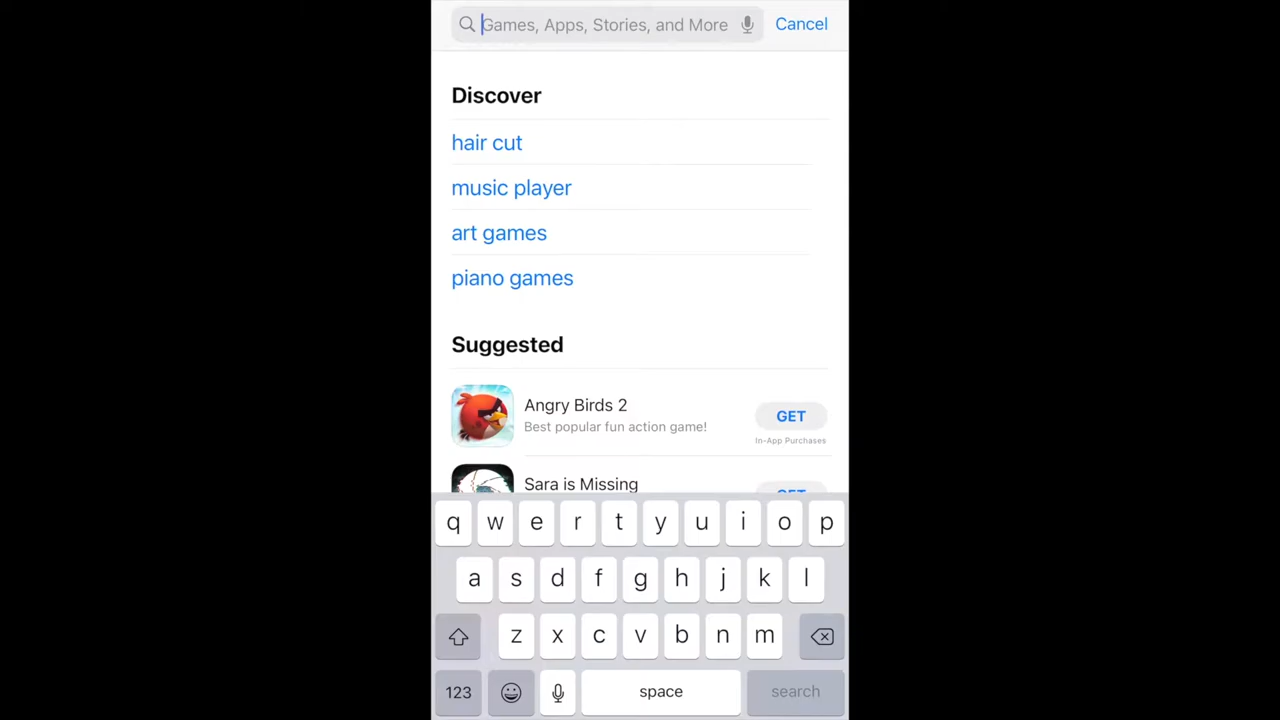 Games, Apps, Stories, and More
Cancel
Discover
hair cut
music player
art games
piano games
Suggested
Angry Birds 2
Best popular fun action game!
GET
In-App Purchases
Sara is Missing
GET
q w e r t y u i o p
a s d f g h j k l
z x c v b n m
123 space search